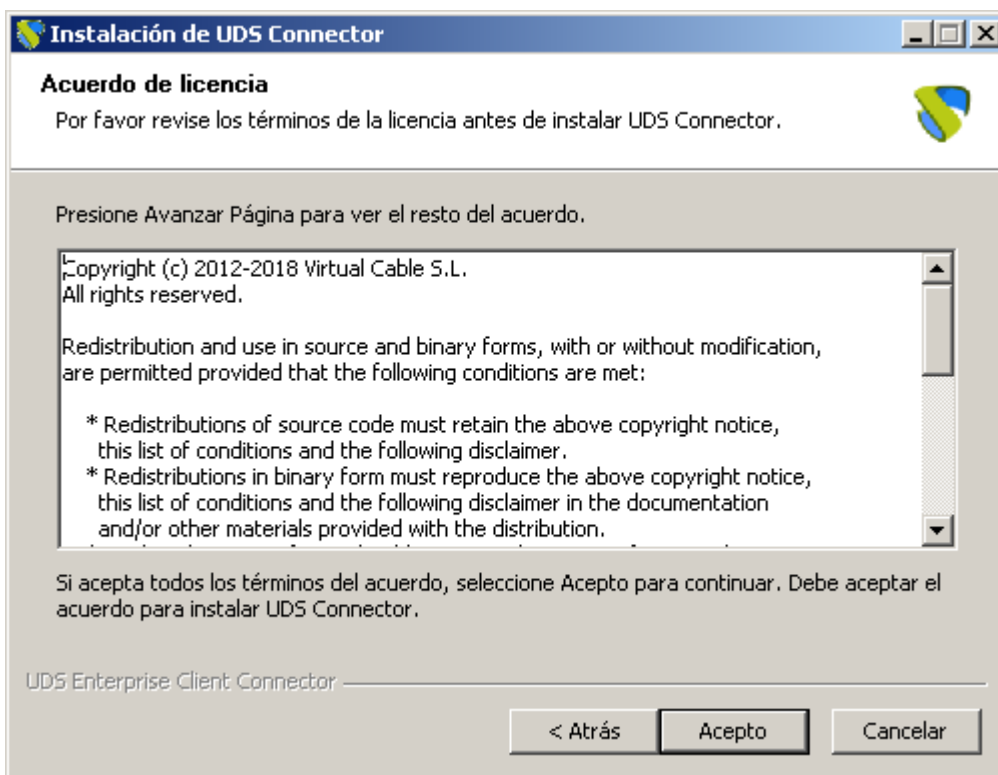 Instalación de UDS Connector
Acuerdo de licencia
Por favor revise los términos de la licencia antes de instalar UDS Connector.
Presione Avanzar Página para ver el resto del acuerdo.
Copyright (c) 2012-2018 Virtual Cable S.L.
All rights reserved.
Redistribution and use in source and binary forms, with or without modification,
are permitted provided that the following conditions are met:
* Redistributions of source code must retain the above copyright notice,
this list of conditions and the following disclaimer.
* Redistributions in binary form must reproduce the above copyright notice,
this list of conditions and the following disclaimer in the documentation
and/or other materials provided with the distribution.
Si acepta todos los términos del acuerdo, seleccione Acepto para continuar. Debe aceptar el
acuerdo para instalar UDS Connector.
UDS Enterprise Client Connector
< Atrás
Acepto
Cancelar